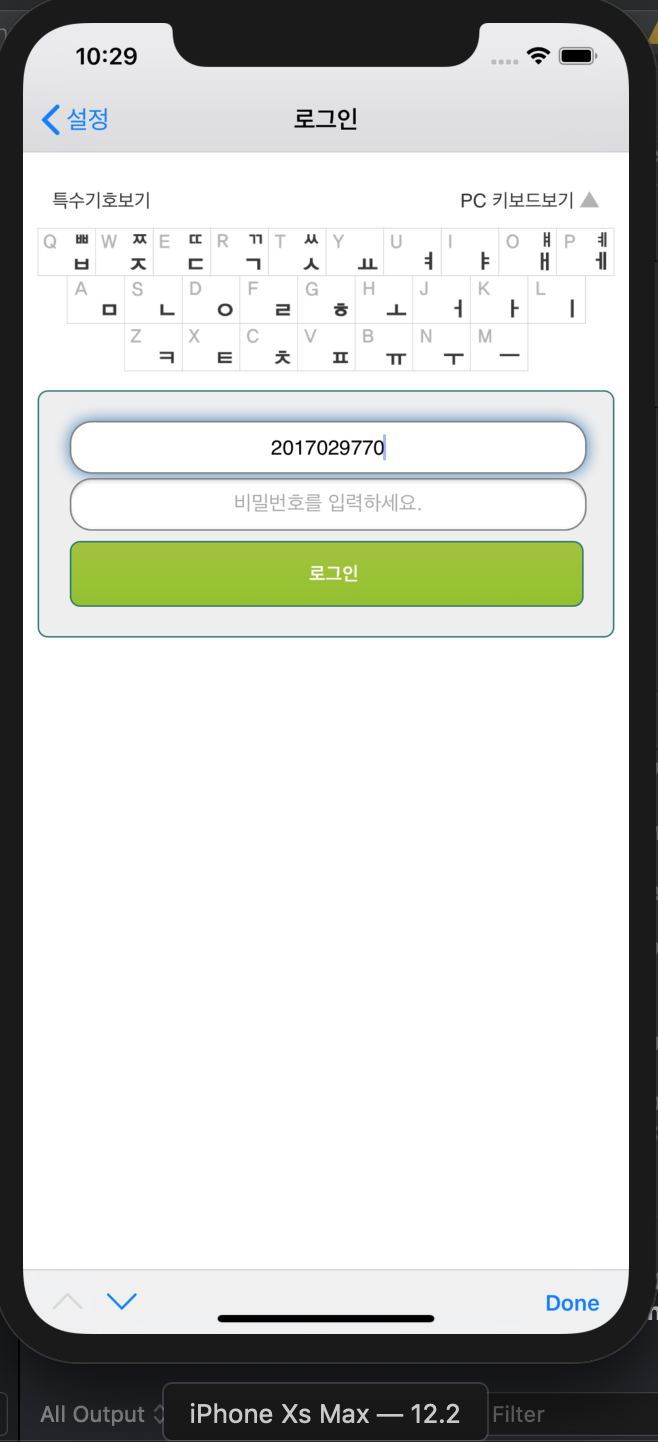 10:29
설정 로그인
특수기호보기 PC 키보드보기
Q ㅃ W ㅉ E ㄸ R ㄲ T ㅆ Y U I O ㅒ P ㅖ
ㅂ ㅈ ㄷ ㄱ ㅅ ㅛ ㅕ ㅑ ㅐ ㅔ
A S D F G H J K L
ㅁ ㄴ ㅇ ㄹ ㅎ ㅗ ㅓ ㅏ ㅣ
Z X C V B N M
ㅋ ㅌ ㅊ ㅍ ㅠ ㅜ ㅡ
2017029770
비밀번호를 입력하세요.
로그인
Done
All Output iPhone Xs Max — 12.2 Filter